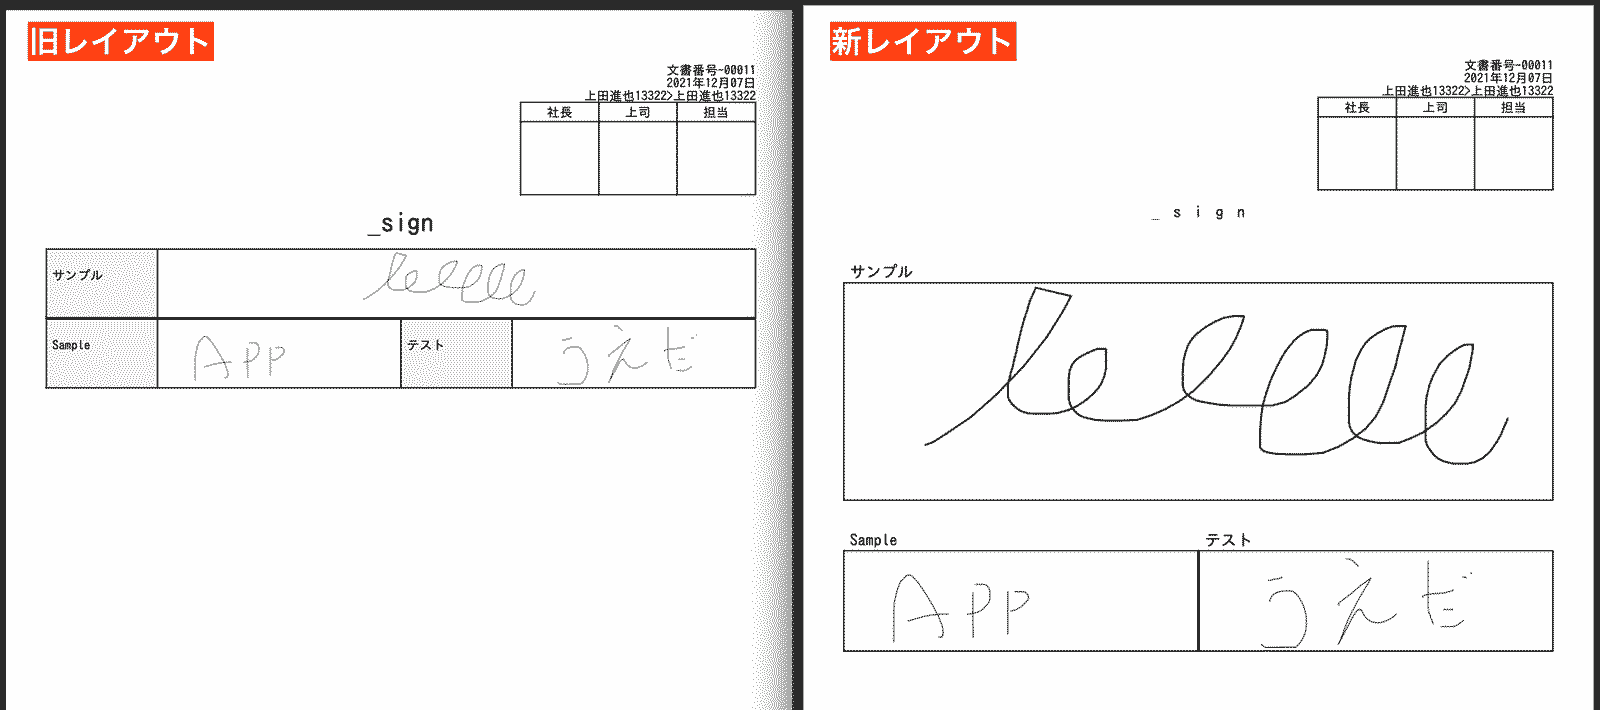 旧レイアウト
文書番号-00011
2021年12月07日
上田進也13322>上田進也13322
社長 上司 担当
_sign
サンプル
Sample APP テスト うえだ
新レイアウト
文書番号-00011
2021年12月07日
上田進也13322>上田進也13322
社長 上司 担当
_sign
サンプル
Sample テスト
APP うえだ